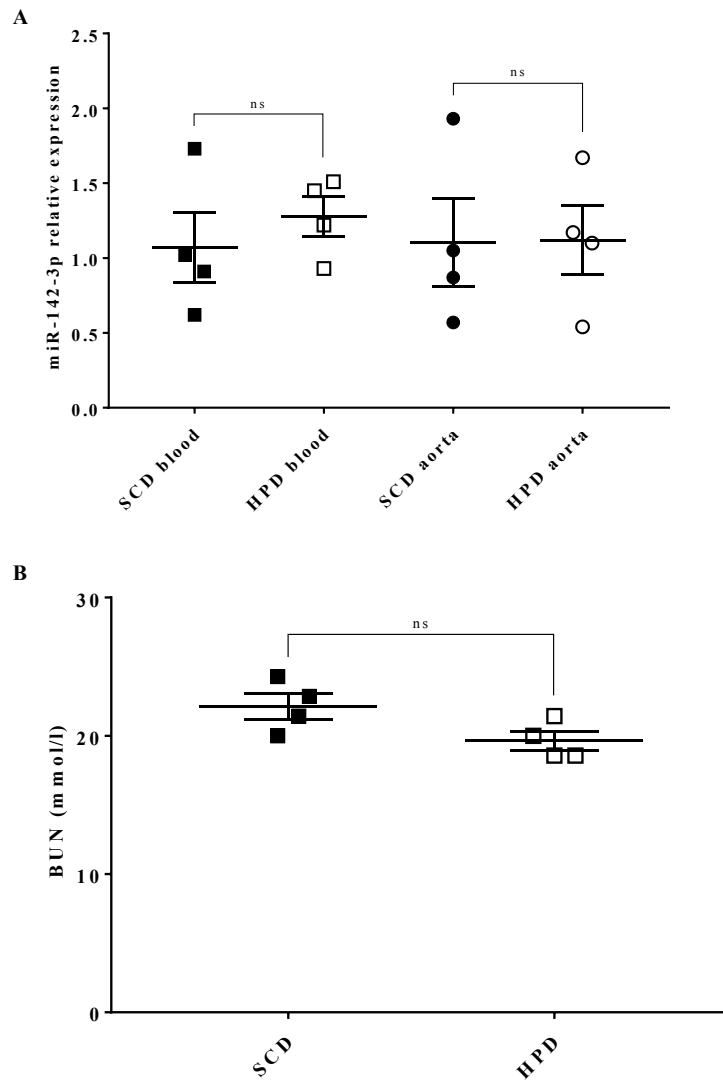 A
miR-142-3p relative expression
2.5
2.0
1.5
1.0
0.5
0.0
ns
ns
SCD blood
HPD blood
SCD aorta
HPD aorta
B
BUN (mmol/l)
30
20
10
0
ns
SCD
HPD